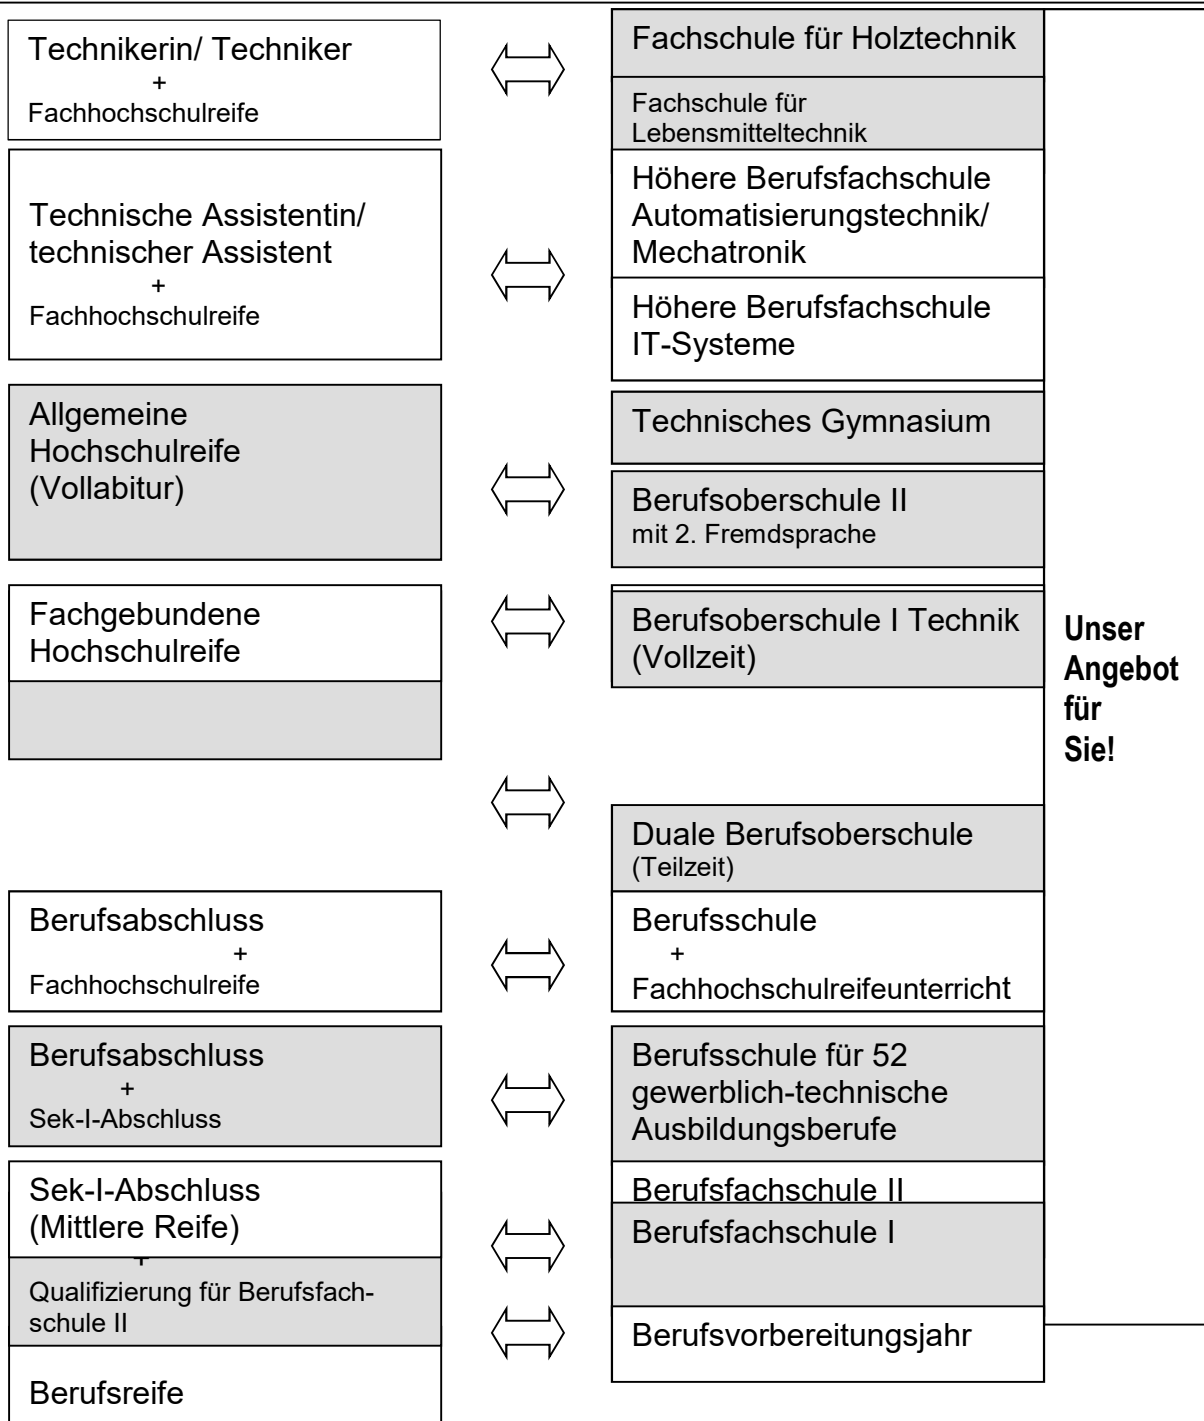 Technikerin/ Techniker
+
Fachhochschulreife
Fachschule für Holztechnik
Fachschule für
Lebensmitteltechnik
Technische Assistentin/
technischer Assistent
+
Fachhochschulreife
Höhere Berufsfachschule
Automatisierungstechnik/
Mechatronik
Höhere Berufsfachschule
IT-Systeme
Allgemeine
Hochschulreife
(Vollabitur)
Technisches Gymnasium
Berufsoberschule II
mit 2. Fremdsprache
Fachgebundene
Hochschulreife
Berufsoberschule I Technik
(Vollzeit)
Duale Berufsoberschule
(Teilzeit)
Berufsabschluss
+
Fachhochschulreife
Berufsschule
+
Fachhochschulreifeunterricht
Berufsabschluss
+
Sek-I-Abschluss
Berufsschule für 52
gewerblich-technische
Ausbildungsberufe
Sek-I-Abschluss
(Mittlere Reife)
+
Qualifizierung für Berufsfach-
schule II
Berufsreife
Berufsfachschule II
Berufsfachschule I
Berufsvorbereitungsjahr
Unser
Angebot
für
Sie!